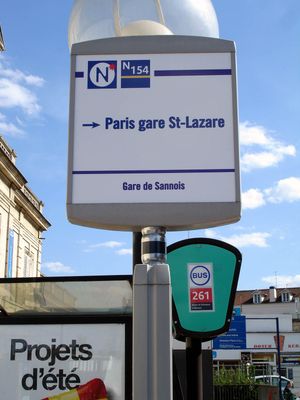 N N154
→ Paris gare St-Lazare
Gare de Sannois
BUS
261
Projets
d'été